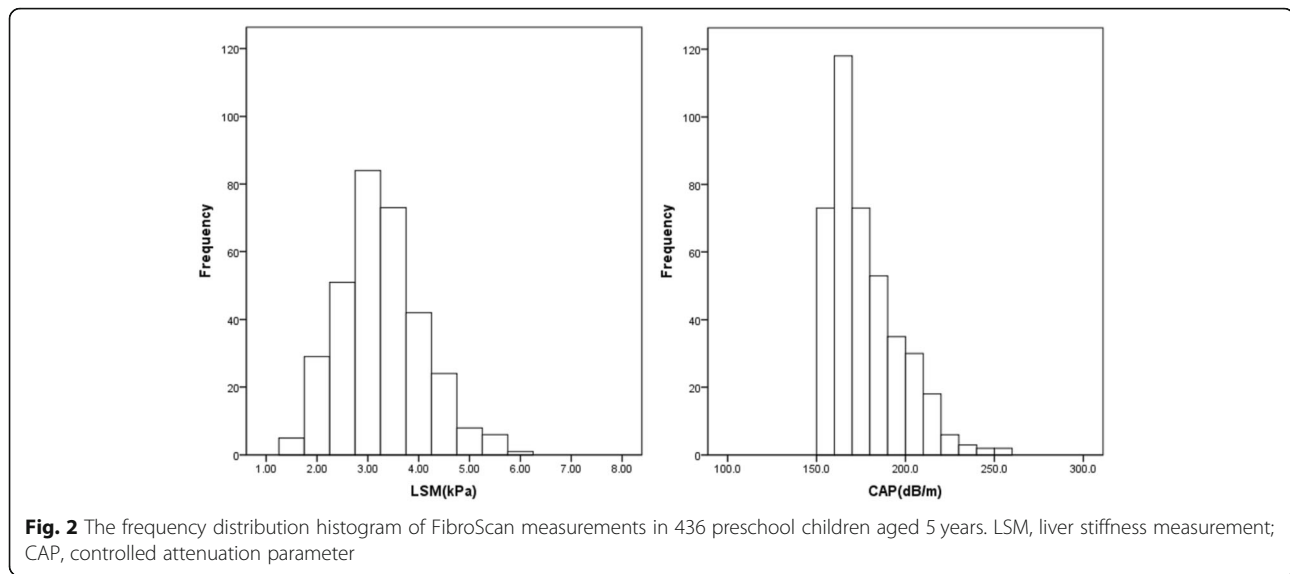 120
100
80
60
40
20
0
Frequency
1.00 2.00 3.00 4.00 5.00 6.00 7.00 8.00
LSM(kPa)
120
100
80
60
40
20
0
Frequency
100.0 150.0 200.0 250.0 300.0
CAP(dB/m)
Fig. 2 The frequency distribution histogram of FibroScan measurements in 436 preschool children aged 5 years. LSM, liver stiffness measurement;
CAP, controlled attenuation parameter